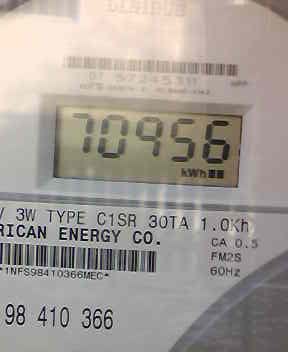 70956
kWh
3W TYPE C1SR 30TA 1.0Kh
RICAN ENERGY CO.
CA 0.5
FM2S
60Hz
*1NFS98410366MEC*
98 410 366